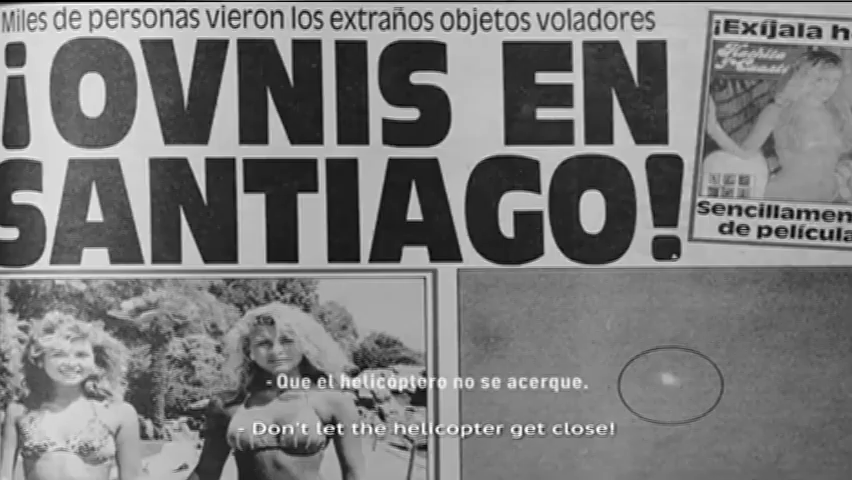 Miles de personas vieron los extraños objetos voladores
¡OVNIS EN
SANTIAGO!
¡Exíjala h
Sencillamen
de película
- Que el helicóptero no se acerque.
- Don't let the helicopter get close!